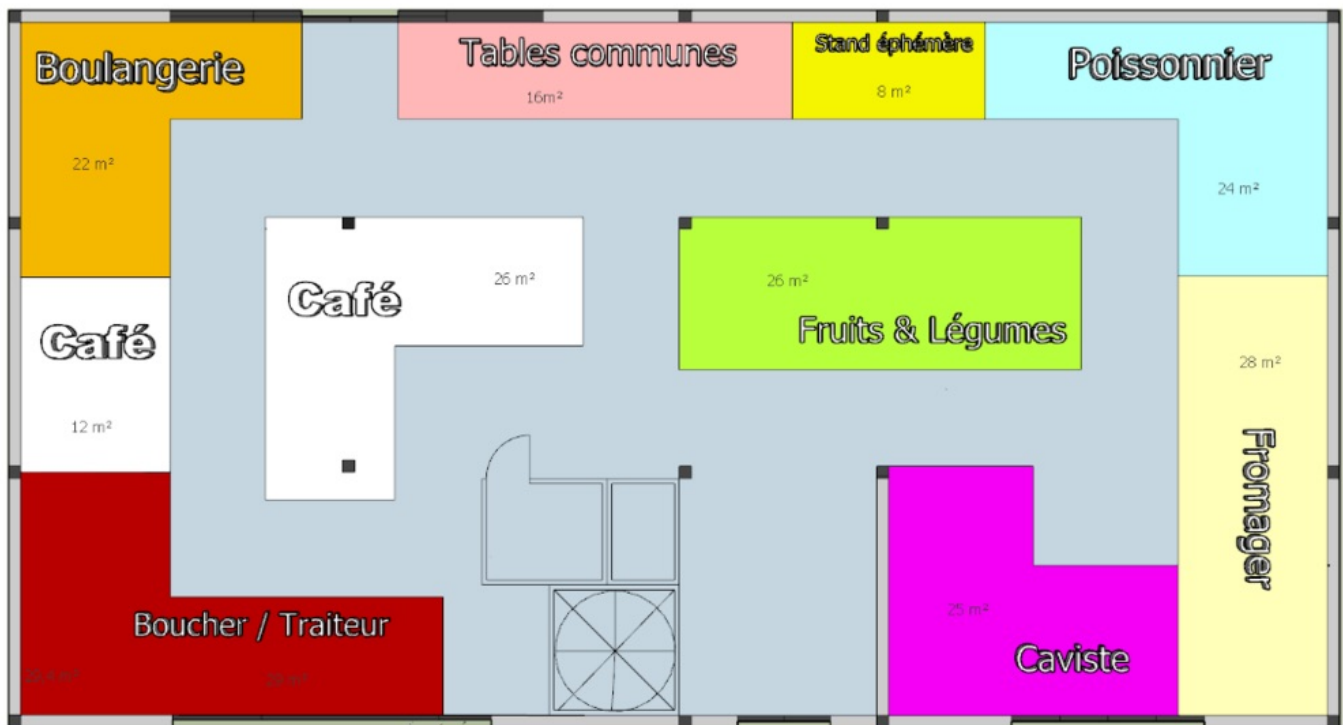 Boulangerie
22 m²
Tables communes
16m²
Stand éphémère
8 m²
Poissonnier
24 m²
Café
12 m²
Café
26 m²
26 m²
Fruits & Légumes
28 m²
Fromager
Boucher / Traiteur
25 m²
Caviste